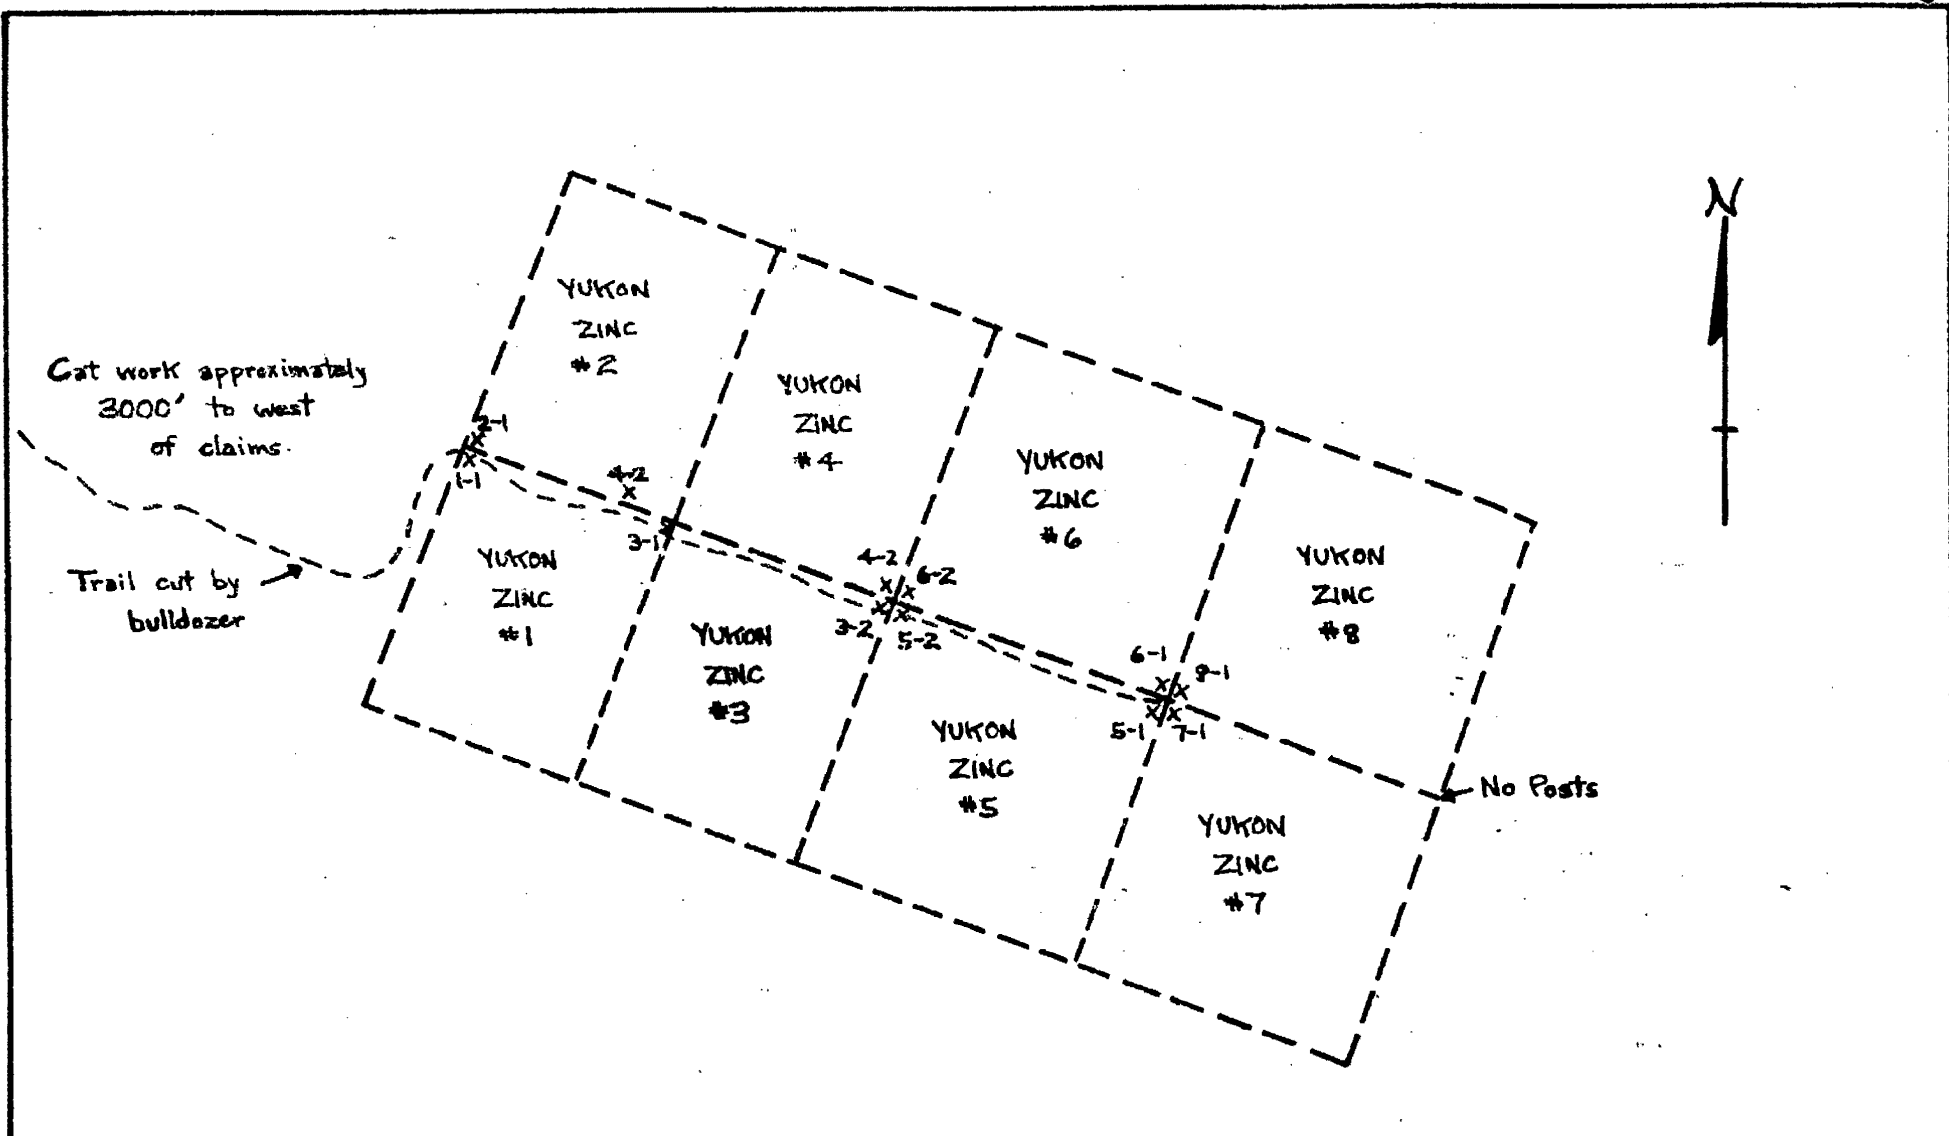 N
YUKON
ZINC
#2
Cat work approximately
3000' to west
of claims.
YUKON
ZINC
#4
2-1
1-1
4-2
3-1
YUKON
ZINC
#6
YUKON
ZINC
#8
Trail cut by
bulldozer
YUKON
ZINC
#1
4-2
6-2
3-2
5-2
YUKON
ZINC
#3
6-1
8-1
5-1
7-1
YUKON
ZINC
#5
No Posts
YUKON
ZINC
#7